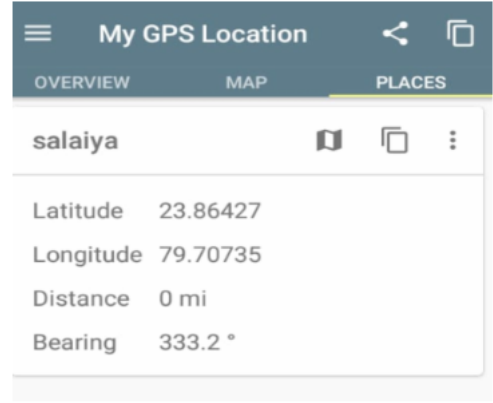 My GPS Location
OVERVIEW MAP PLACES
salaiya
Latitude 23.86427
Longitude 79.70735
Distance 0 mi
Bearing 333.2 °